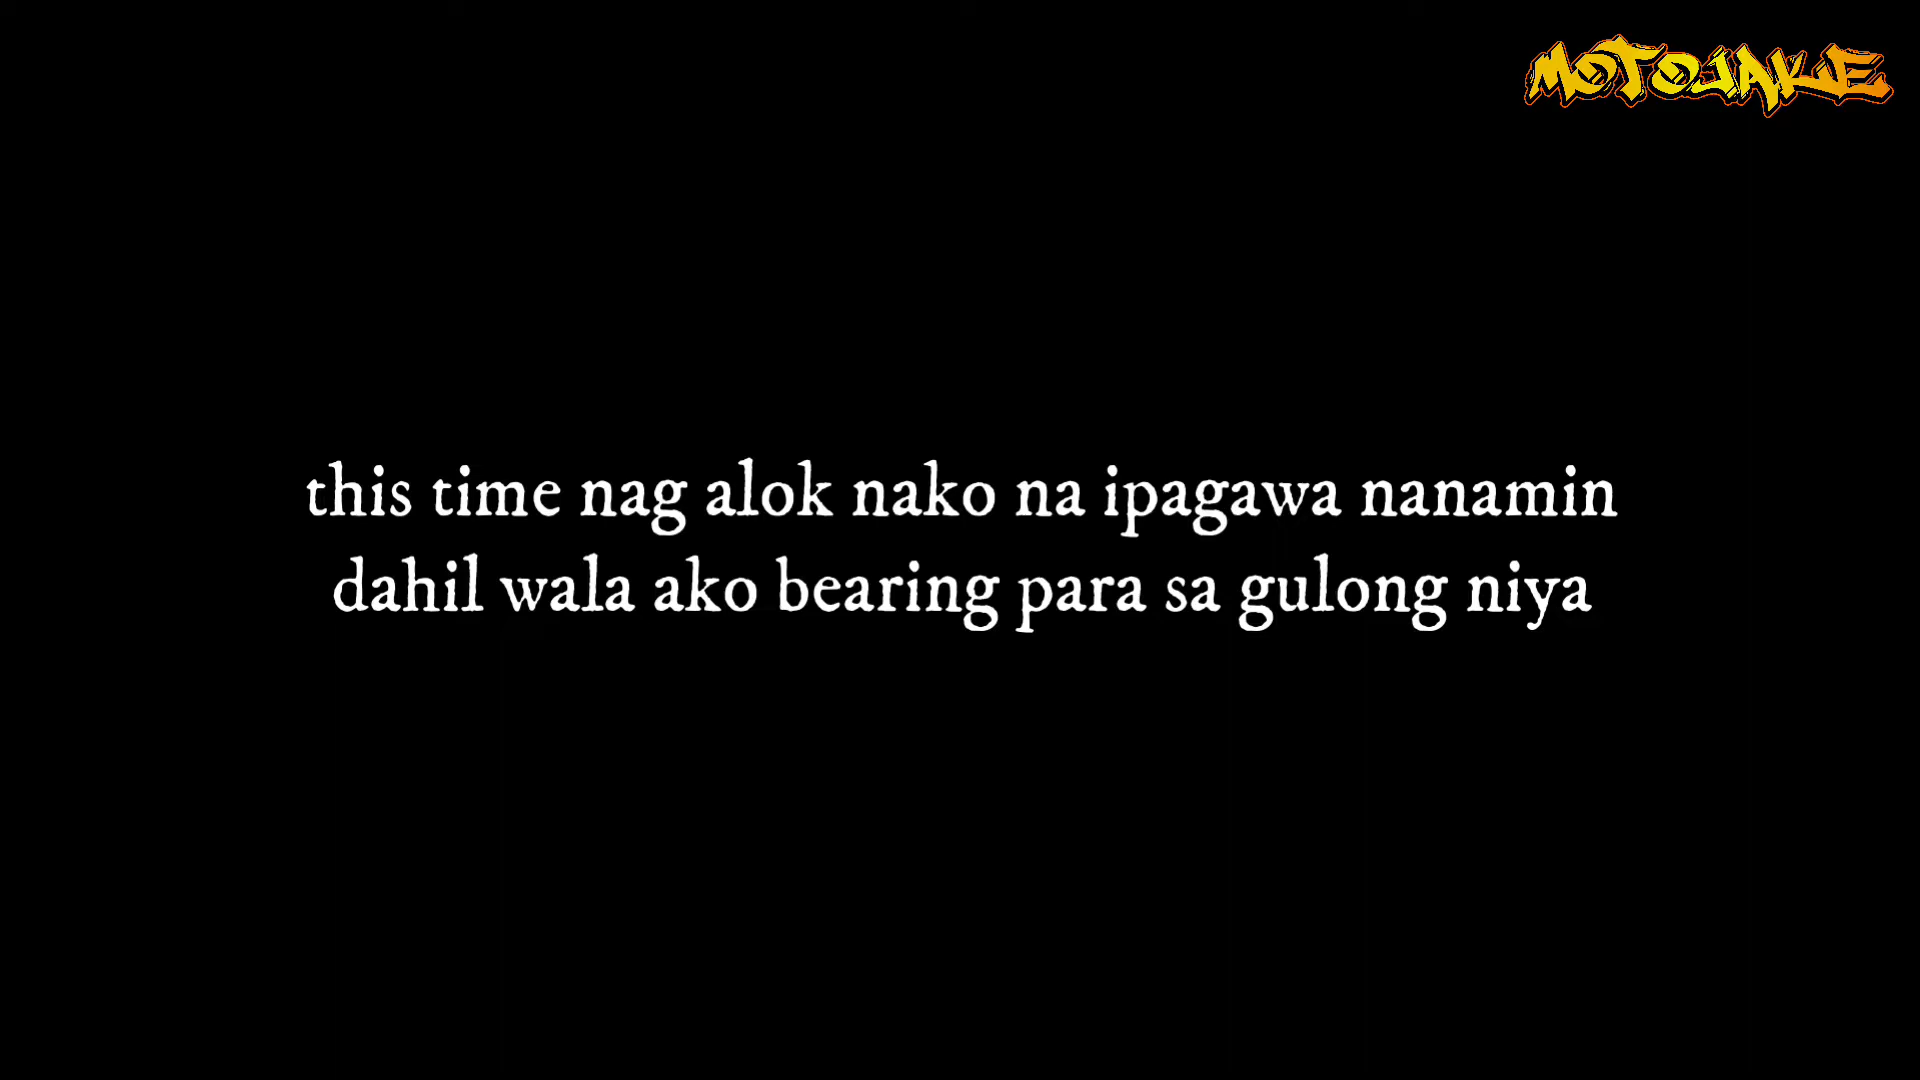 MOTOJAKE
this time nag alok nako na ipagawa nanamin
dahil wala ako bearing para sa gulong niya